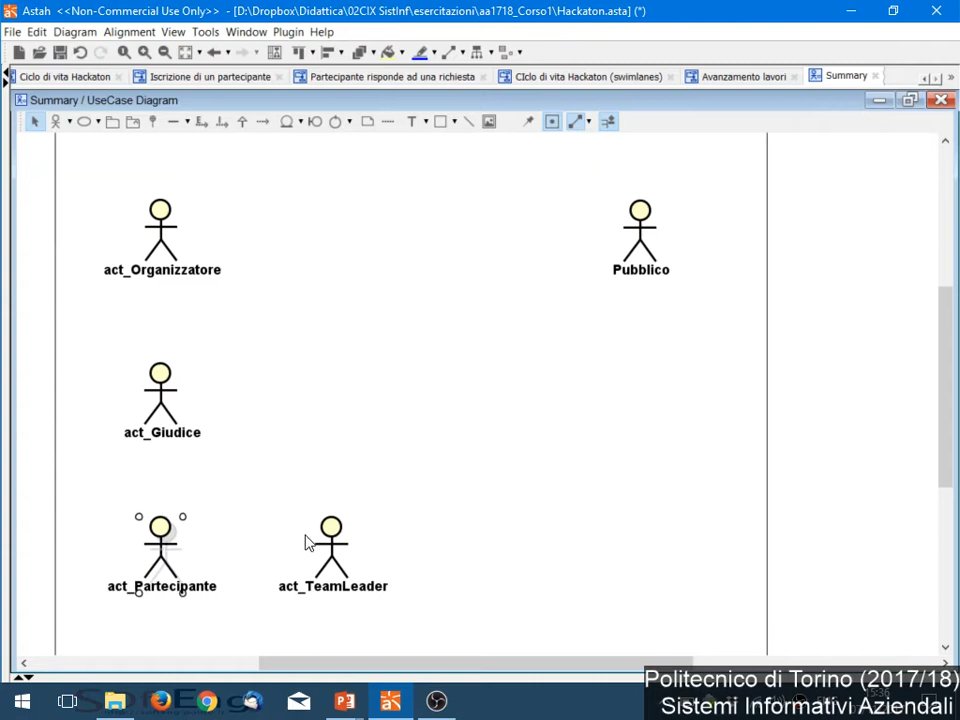 Astah <<Non-Commercial Use Only>> - [D:\Dropbox\Didattica\02CIX SistInf\esercitazioni\aa1718_Corso1\Hackaton.asta] (*)
File Edit Diagram Alignment View Tools Window Plugin Help
Ciclo di vita Hackaton Iscrizione di un partecipante Partecipante risponde ad una richiesta CIclo di vita Hackaton (swimlanes) Avanzamento lavori Summary
Summary / UseCase Diagram
act_Organizzatore
Pubblico
act_Giudice
act_Partecipante
act_TeamLeader
Politecnico di Torino (2017/18)
Sistemi Informativi Aziendali